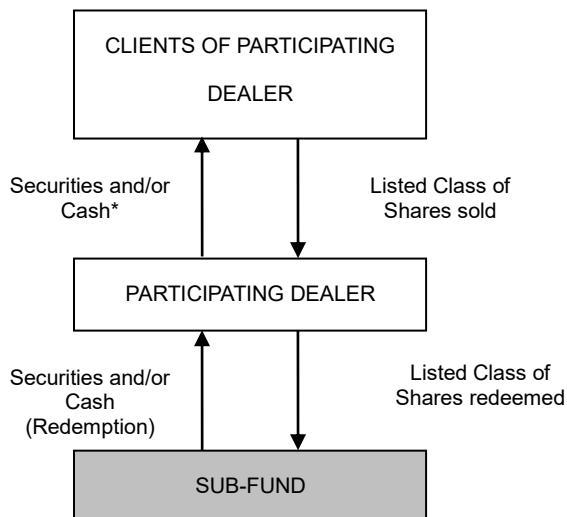 CLIENTS OF PARTICIPATING
DEALER
Securities and/or
Cash*
Listed Class of
Shares sold
PARTICIPATING DEALER
Securities and/or
Cash
(Redemption)
Listed Class of
Shares redeemed
SUB-FUND